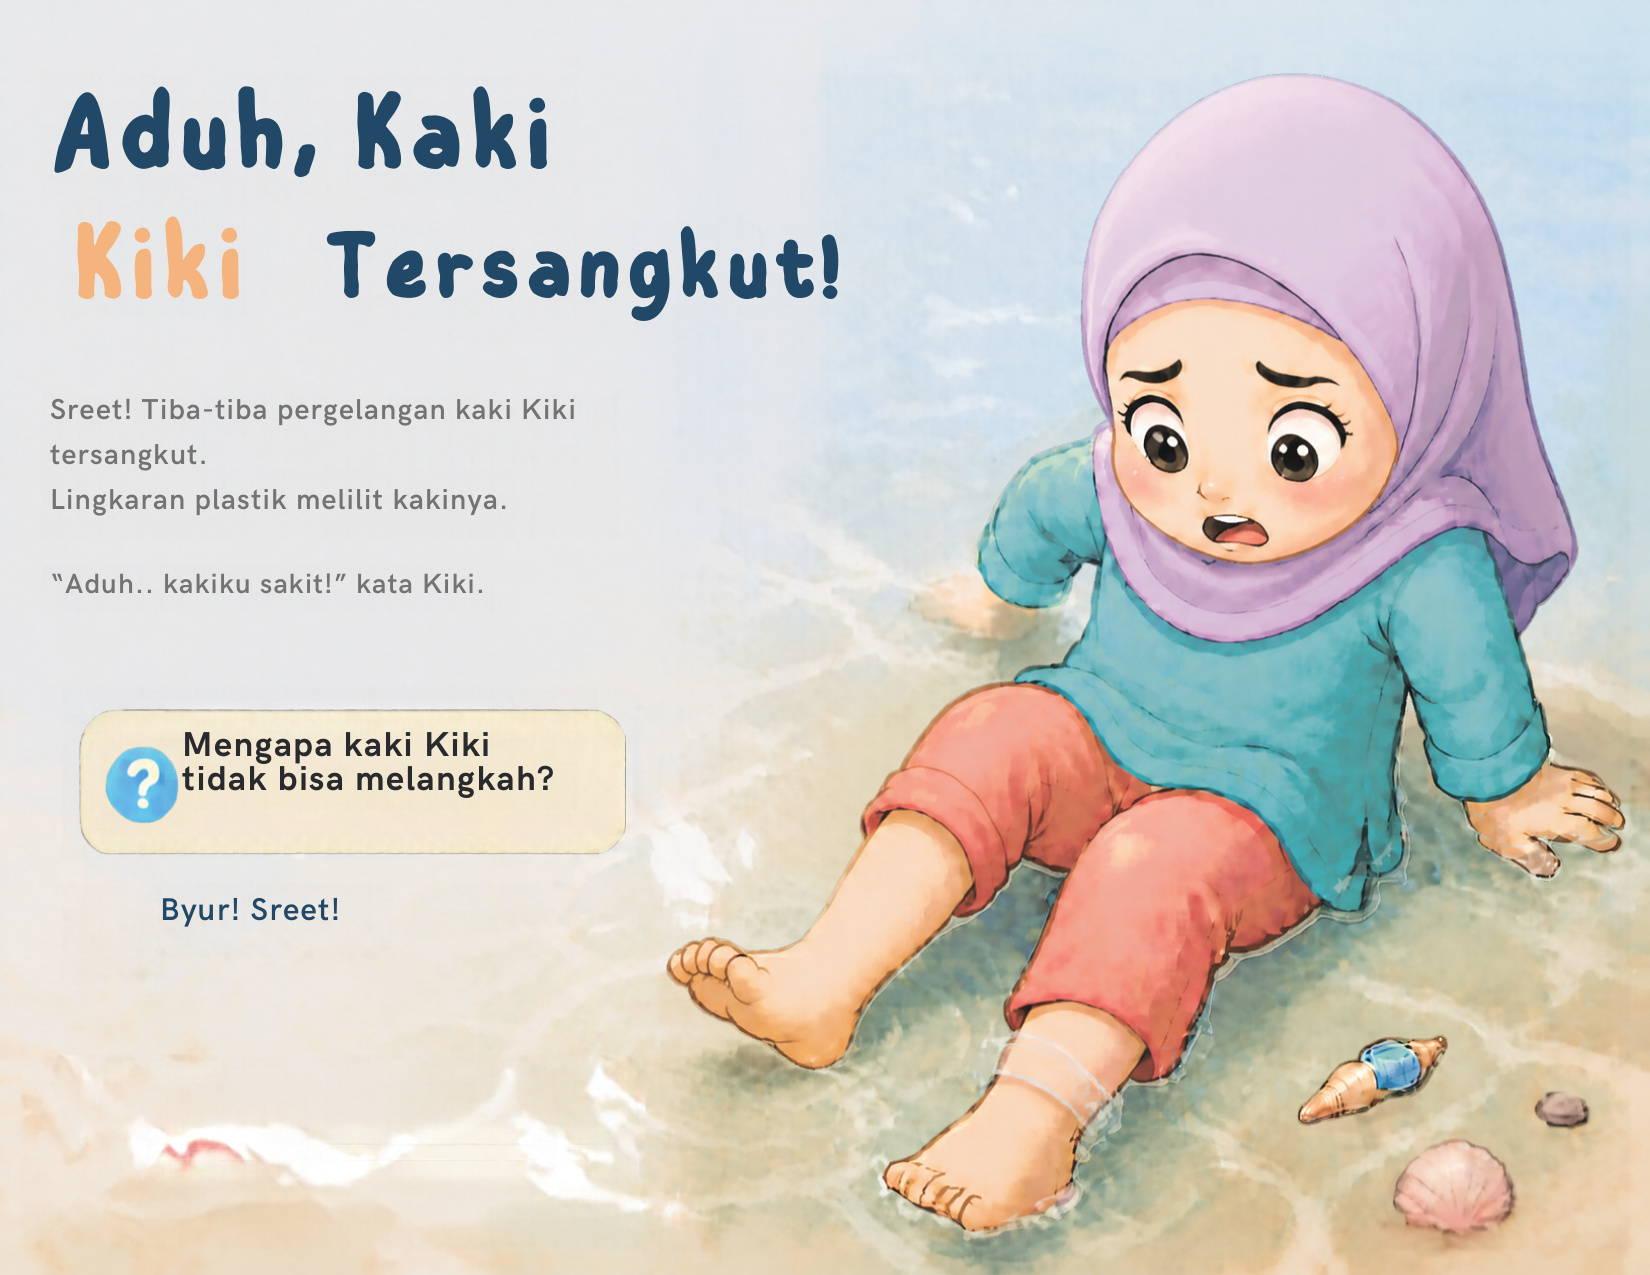 Aduh, Kaki
Kiki Tersangkut!
Sreet! Tiba-tiba pergelangan kaki Kiki
tersangkut.
Lingkaran plastik melilit kakinya.
“Aduh.. kakiku sakit!” kata Kiki.
?
Mengapa kaki Kiki
tidak bisa melangkah?
Byur! Sreet!